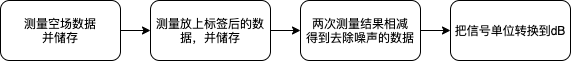 测量空场数据
并储存
测量放上标签后的数
据，并储存
两次测量结果相减
得到去除噪声的数据
把信号单位转换到dB